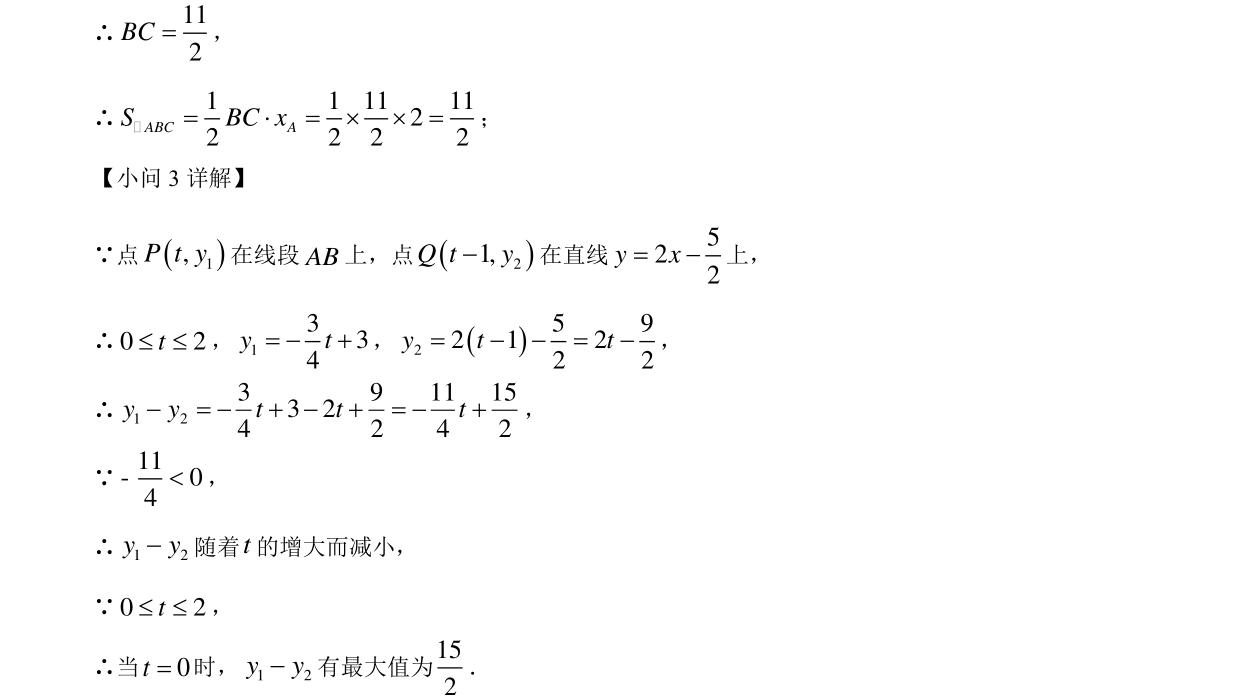 ∴ BC = 11/2，
∴ S□ABC = 1/2 BC·x_A = 1/2 × 11/2 × 2 = 11/2；
【小问 3 详解】
∵点 P(t, y₁) 在线段 AB 上，点 Q(t−1, y₂) 在直线 y = 2x − 5/2 上，
∴ 0 ≤ t ≤ 2， y₁ = −3/4 t + 3， y₂ = 2(t−1) − 5/2 = 2t − 9/2，
∴ y₁ − y₂ = −3/4 t + 3 − 2t + 9/2 = −11/4 t + 15/2，
∵ - 11/4 < 0，
∴ y₁ − y₂ 随着 t 的增大而减小，
∵ 0 ≤ t ≤ 2，
∴当 t = 0 时， y₁ − y₂ 有最大值为 15/2 .